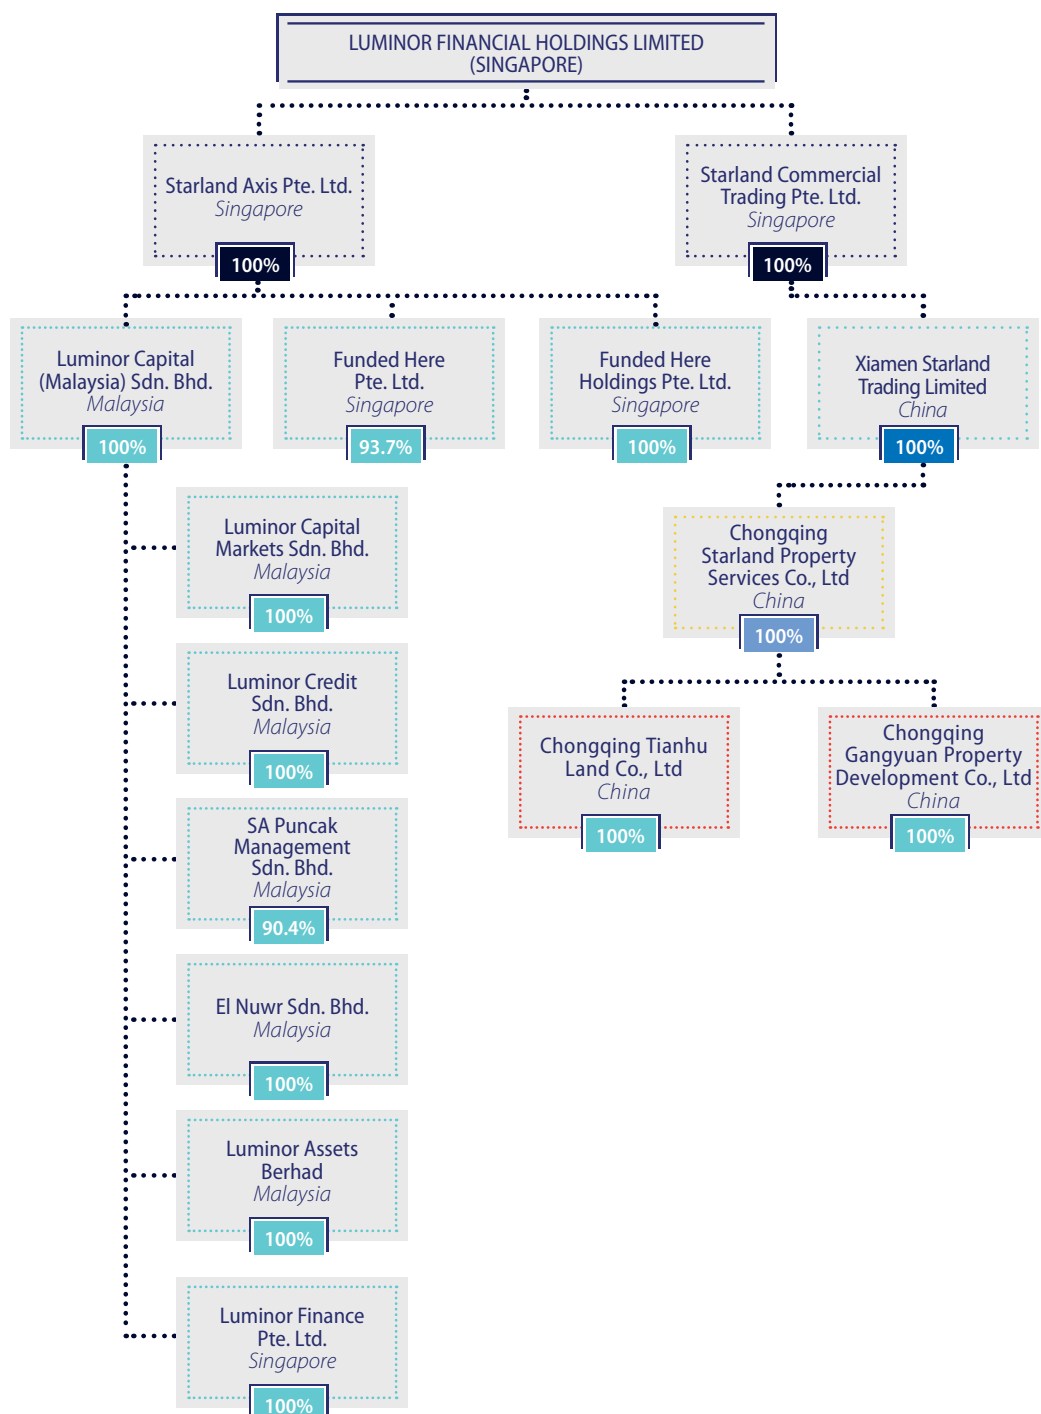 LUMINOR FINANCIAL HOLDINGS LIMITED
(SINGAPORE)
Starland Axis Pte. Ltd.
Singapore
100%
Starland Commercial
Trading Pte. Ltd.
Singapore
100%
Luminor Capital
(Malaysia) Sdn. Bhd.
Malaysia
100%
Funded Here
Pte. Ltd.
Singapore
93.7%
Funded Here
Holdings Pte. Ltd.
Singapore
100%
Xiamen Starland
Trading Limited
China
100%
Luminor Capital
Markets Sdn. Bhd.
Malaysia
100%
Luminor Credit
Sdn. Bhd.
Malaysia
100%
SA Puncak
Management
Sdn. Bhd.
Malaysia
90.4%
El Nuwr Sdn. Bhd.
Malaysia
100%
Luminor Assets
Berhad
Malaysia
100%
Luminor Finance
Pte. Ltd.
Singapore
100%
Chongqing
Starland Property
Services Co., Ltd
China
100%
Chongqing Tianhu
Land Co., Ltd
China
100%
Chongqing
Gangyuan Property
Development Co., Ltd
China
100%